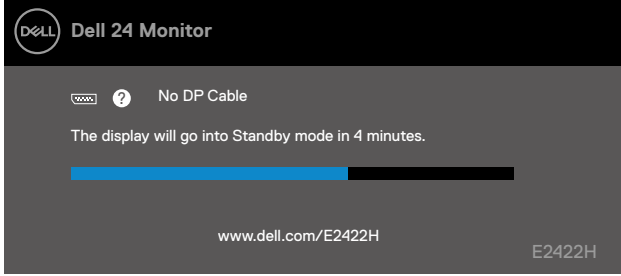 DELL Dell 24 Monitor
? No DP Cable
The display will go into Standby mode in 4 minutes.
www.dell.com/E2422H
E2422H